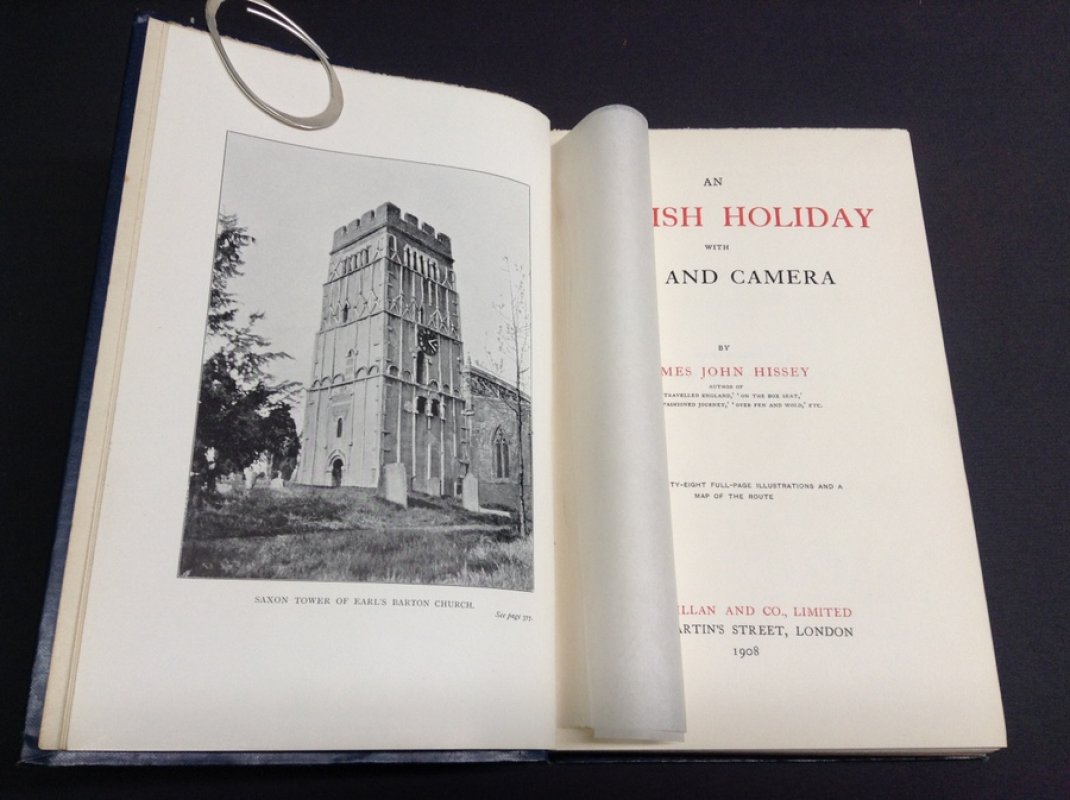 SAXON TOWER OF EARL'S BARTON CHURCH.
See page 377.
AN
ISH HOLIDAY
WITH
AND CAMERA
BY
MES JOHN HISSEY
AUTHOR OF
TRAVELLED ENGLAND,' 'ON THE BOX SEAT,'
FASHIONED JOURNEY,' 'OVER FEN AND WOLD,' ETC.
TY-EIGHT FULL-PAGE ILLUSTRATIONS AND A
MAP OF THE ROUTE
ILLAN AND CO., LIMITED
ARTIN'S STREET, LONDON
1908